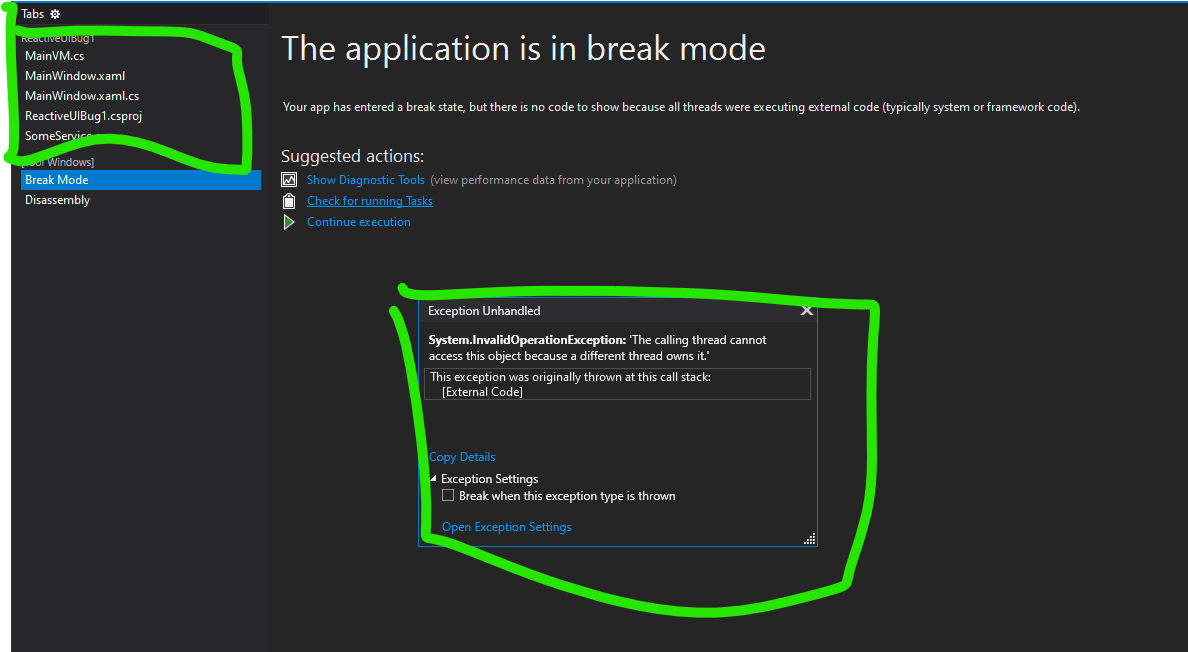 Tabs
ReactiveUIBug1
MainVM.cs
MainWindow.xaml
MainWindow.xaml.cs
ReactiveUIBug1.csproj
SomeService
Windows]
Break Mode
Disassembly
The application is in break mode
Your app has entered a break state, but there is no code to show because all threads were executing external code (typically system or framework code).
Suggested actions:
Show Diagnostic Tools (view performance data from your application)
Check for running Tasks
Continue execution
Exception Unhandled
System.InvalidOperationException: 'The calling thread cannot
access this object because a different thread owns it.'
This exception was originally thrown at this call stack:
[External Code]
Copy Details
Exception Settings
Break when this exception type is thrown
Open Exception Settings